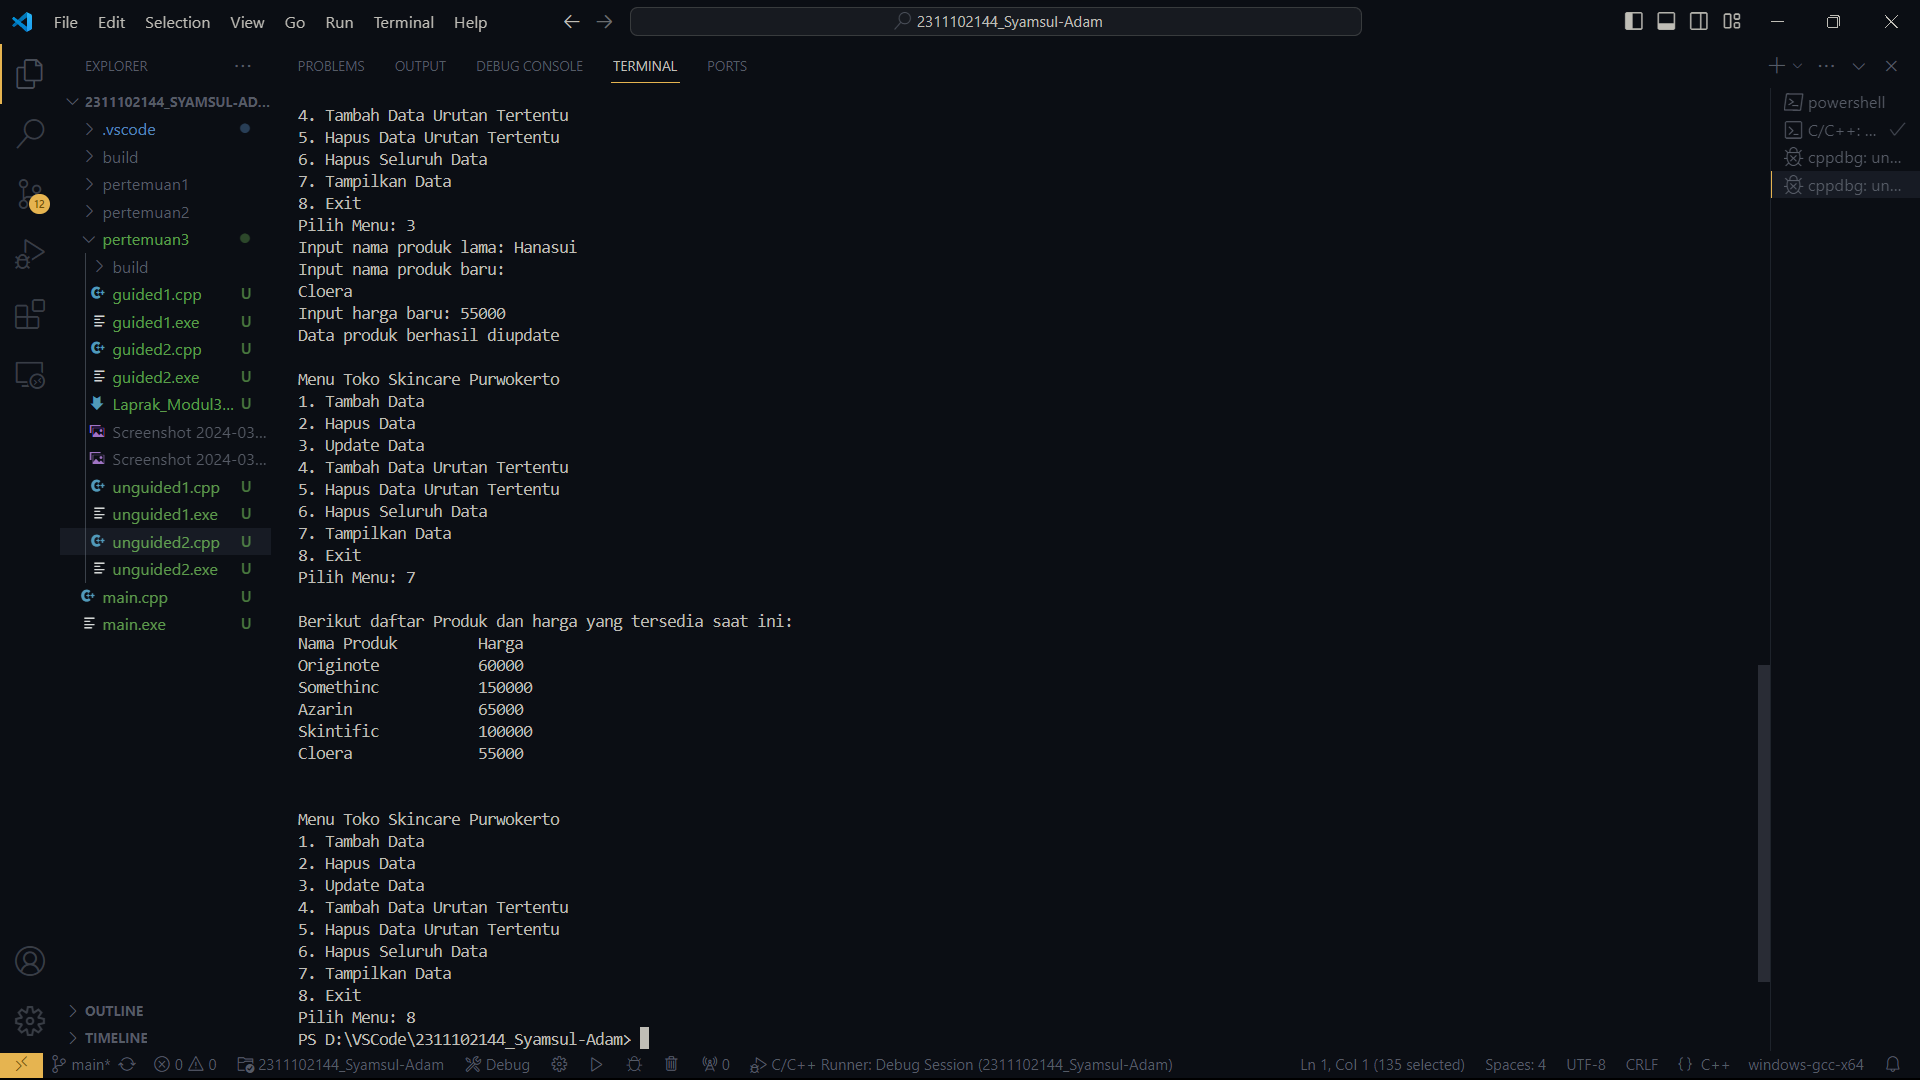 File Edit Selection View Go Run Terminal Help
2311102144_Syamsul-Adam
EXPLORER
2311102144_SYAMSUL-AD...
.vscode
build
pertemuan1
pertemuan2
pertemuan3
build
guided1.cpp U
guided1.exe U
guided2.cpp U
guided2.exe U
Laprak_Modul3... U
Screenshot 2024-03...
Screenshot 2024-03...
unguided1.cpp U
unguided1.exe U
unguided2.cpp U
unguided2.exe U
main.cpp U
main.exe U
OUTLINE
TIMELINE
12
PROBLEMS OUTPUT DEBUG CONSOLE TERMINAL PORTS
4. Tambah Data Urutan Tertentu
5. Hapus Data Urutan Tertentu
6. Hapus Seluruh Data
7. Tampilkan Data
8. Exit
Pilih Menu: 3
Input nama produk lama: Hanasui
Input nama produk baru:
Cloera
Input harga baru: 55000
Data produk berhasil diupdate
Menu Toko Skincare Purwokerto
1. Tambah Data
2. Hapus Data
3. Update Data
4. Tambah Data Urutan Tertentu
5. Hapus Data Urutan Tertentu
6. Hapus Seluruh Data
7. Tampilkan Data
8. Exit
Pilih Menu: 7
Berikut daftar Produk dan harga yang tersedia saat ini:
Nama Produk Harga
Originote 60000
Somethinc 150000
Azarin 65000
Skintific 100000
Cloera 55000
Menu Toko Skincare Purwokerto
1. Tambah Data
2. Hapus Data
3. Update Data
4. Tambah Data Urutan Tertentu
5. Hapus Data Urutan Tertentu
6. Hapus Seluruh Data
7. Tampilkan Data
8. Exit
Pilih Menu: 8
PS D:\VSCode\2311102144_Syamsul-Adam>
powershell
C/C++: ...
cppdbg: un...
cppdbg: un...
main* 0 0 2311102144_Syamsul-Adam Debug 0 C/C++ Runner: Debug Session (2311102144_Syamsul-Adam) Ln 1, Col 1 (135 selected) Spaces: 4 UTF-8 CRLF {} C++ windows-gcc-x64